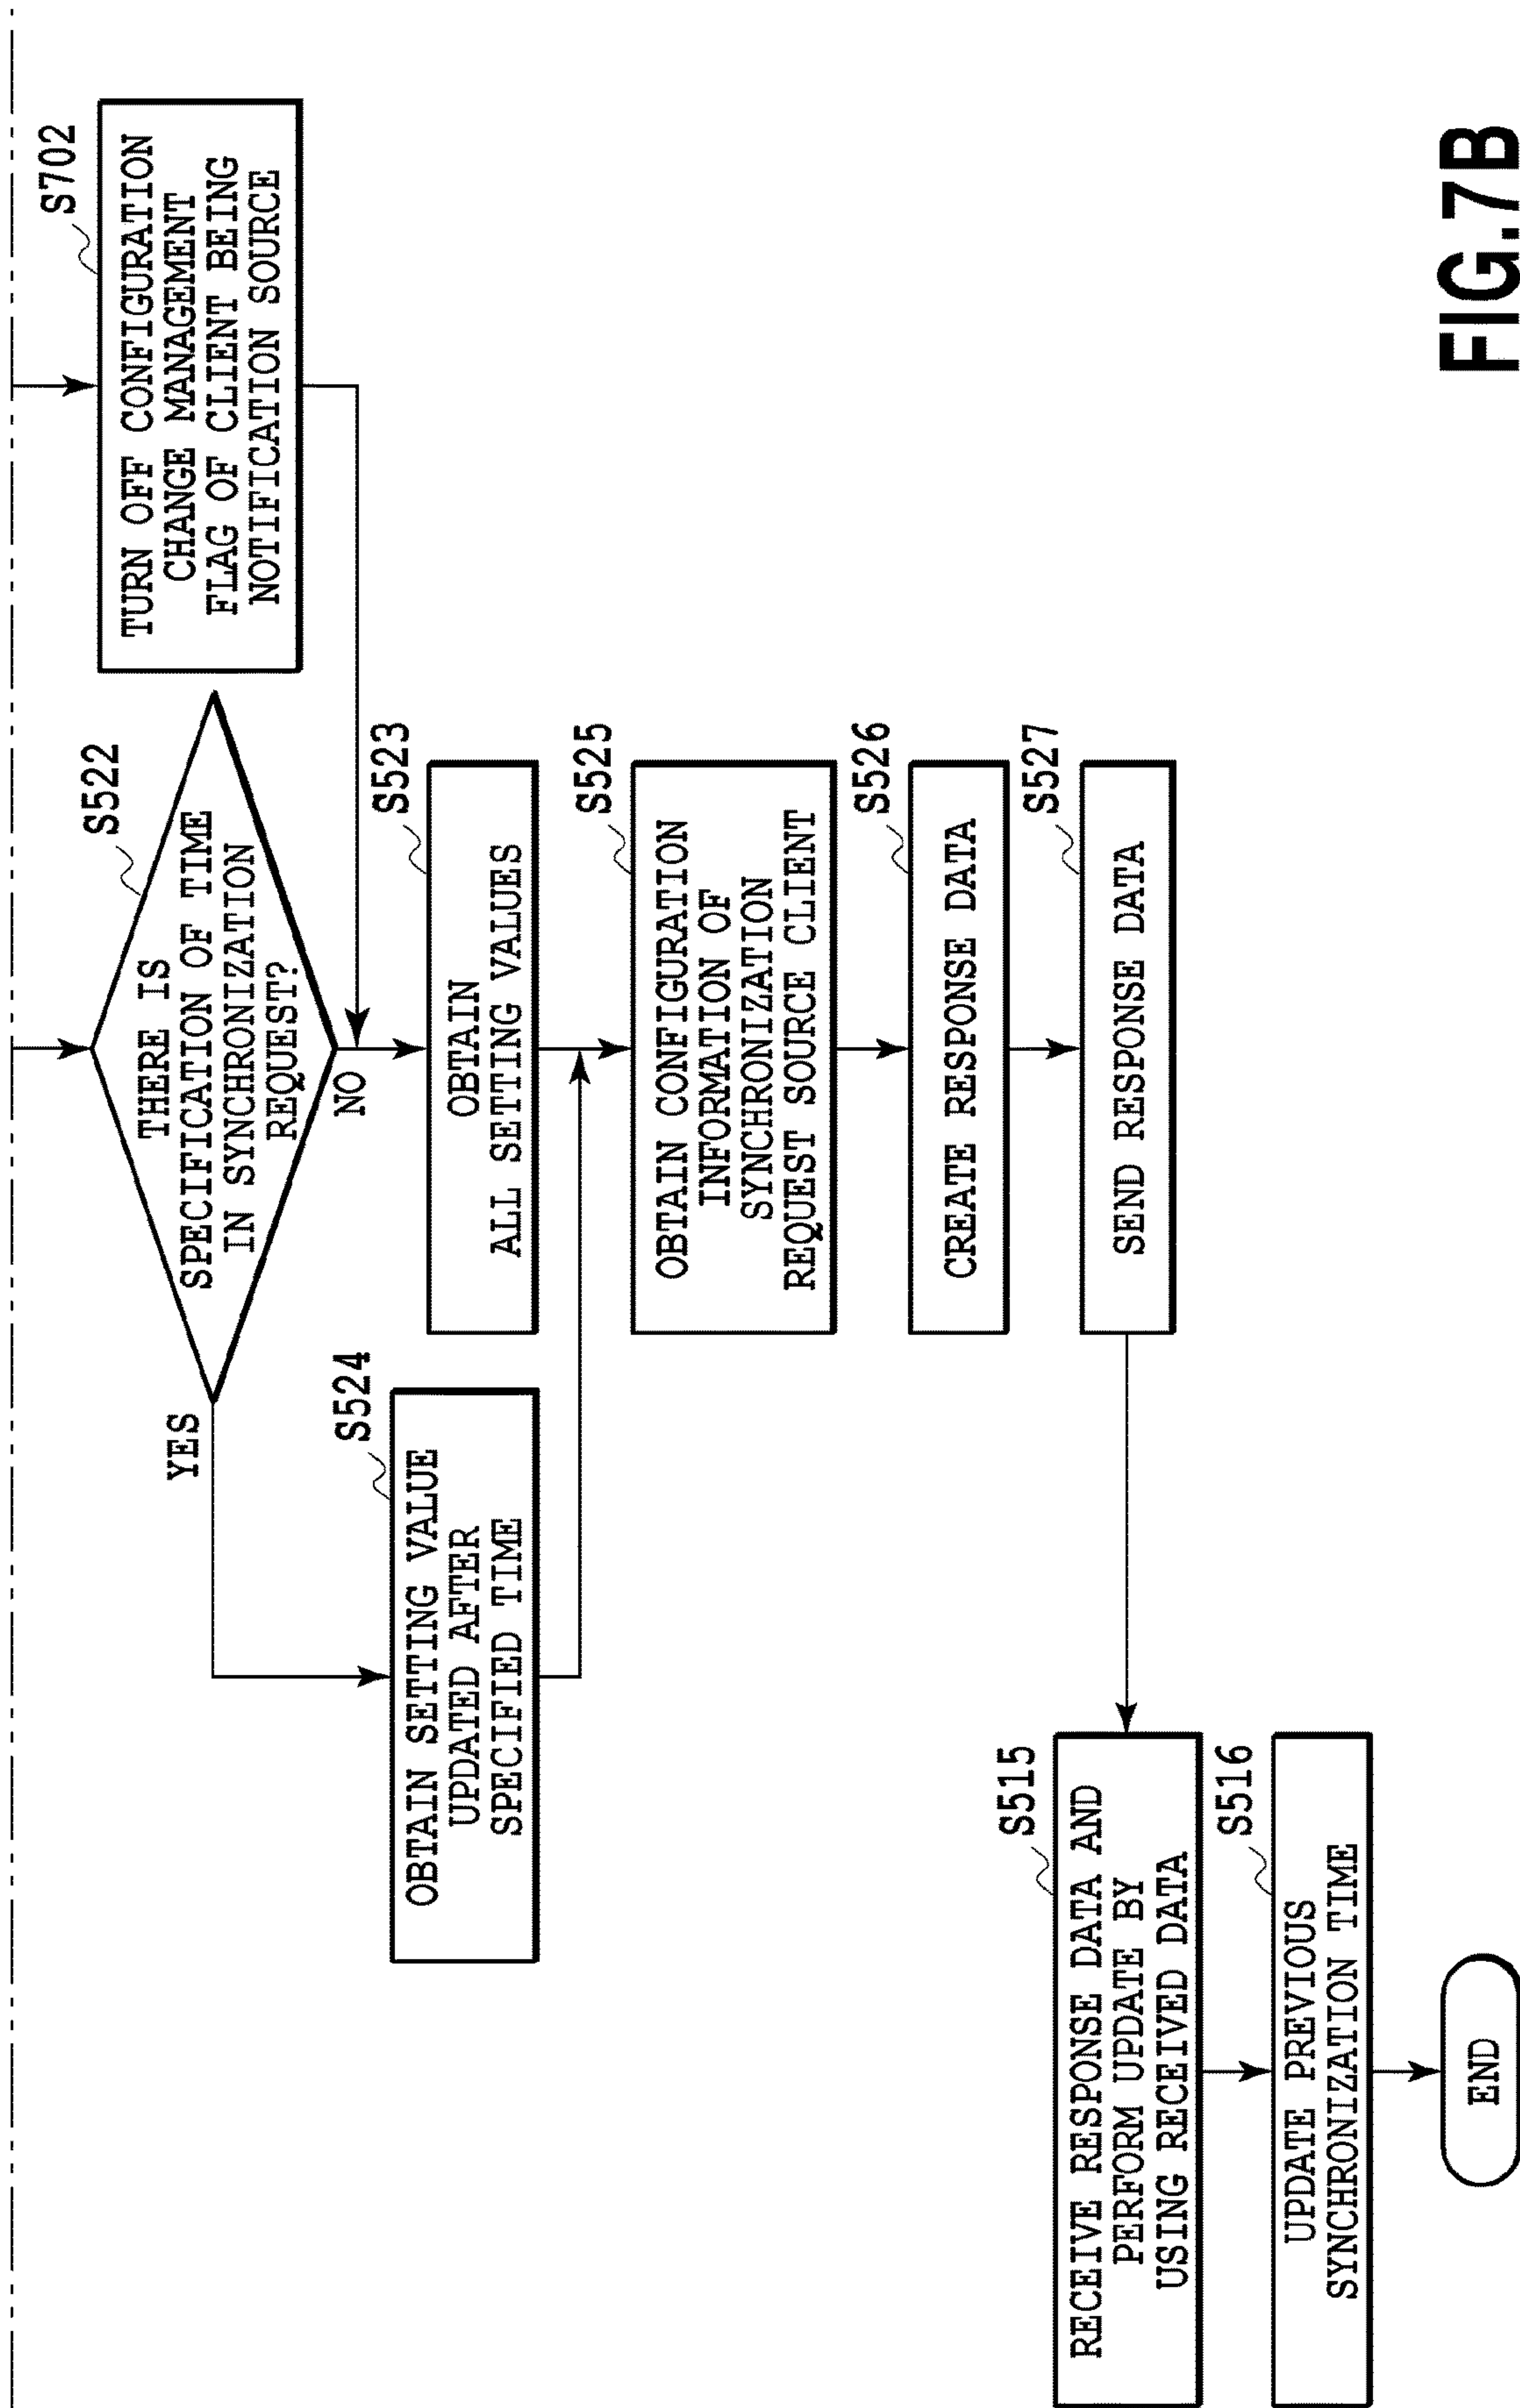 S522
THERE IS
SPECIFICATION OF TIME
IN SYNCHRONIZATION
REQUEST?
YES
NO
S702
TURN OFF CONFIGURATION
CHANGE MANAGEMENT
FLAG OF CLIENT BEING
NOTIFICATION SOURCE
S524
OBTAIN SETTING VALUE
UPDATED AFTER
SPECIFIED TIME
S523
OBTAIN
ALL SETTING VALUES
S525
OBTAIN CONFIGURATION
INFORMATION OF
SYNCHRONIZATION
REQUEST SOURCE CLIENT
S526
CREATE RESPONSE DATA
S527
SEND RESPONSE DATA
S515
RECEIVE RESPONSE DATA AND
PERFORM UPDATE BY
USING RECEIVED DATA
S516
UPDATE PREVIOUS
SYNCHRONIZATION TIME
END
FIG.7B